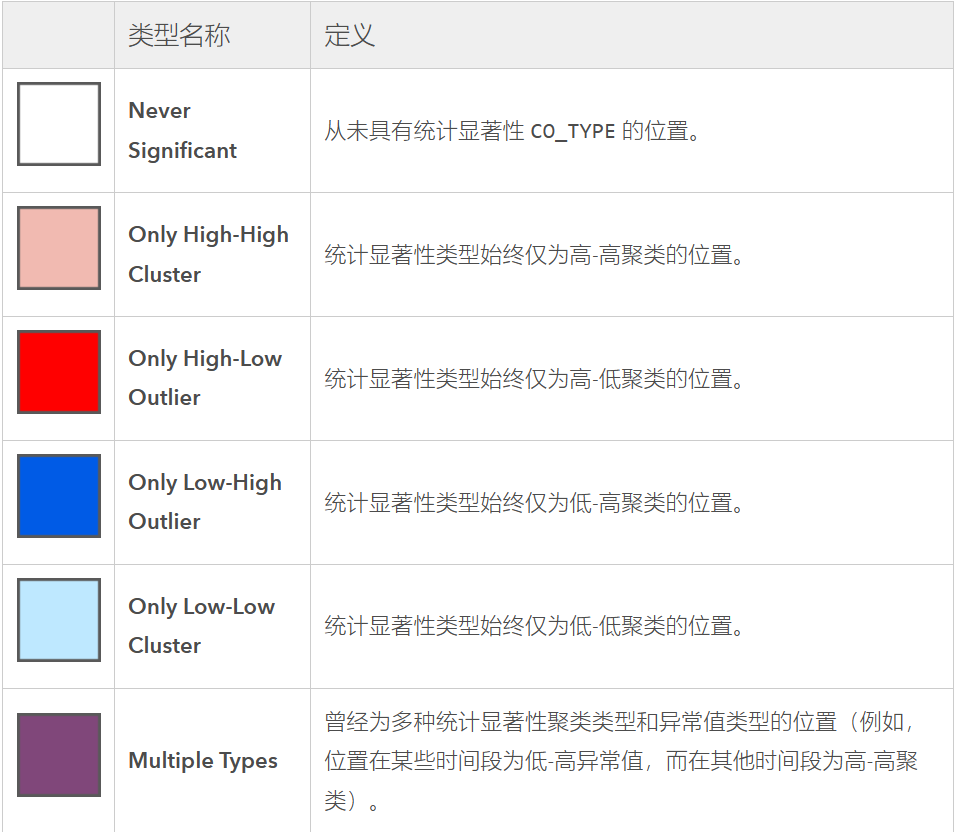 类型名称 定义
Never
Significant
从未具有统计显著性 CO_TYPE 的位置。
Only High-High
Cluster
统计显著性类型始终仅为高-高聚类的位置。
Only High-Low
Outlier
统计显著性类型始终仅为高-低聚类的位置。
Only Low-High
Outlier
统计显著性类型始终仅为低-高聚类的位置。
Only Low-Low
Cluster
统计显著性类型始终仅为低-低聚类的位置。
Multiple Types
曾经为多种统计显著性聚类类型和异常值类型的位置（例如，
位置在某些时间段为低-高异常值，而在其他时间段为高-高聚
类）。